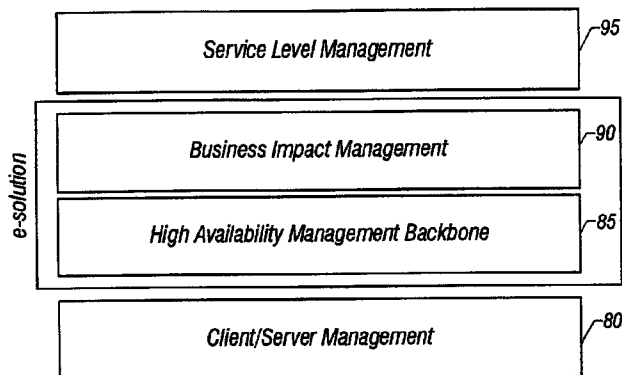 Service Level Management
95
e-solution
Business Impact Management
90
High Availability Management Backbone
85
Client/Server Management
80